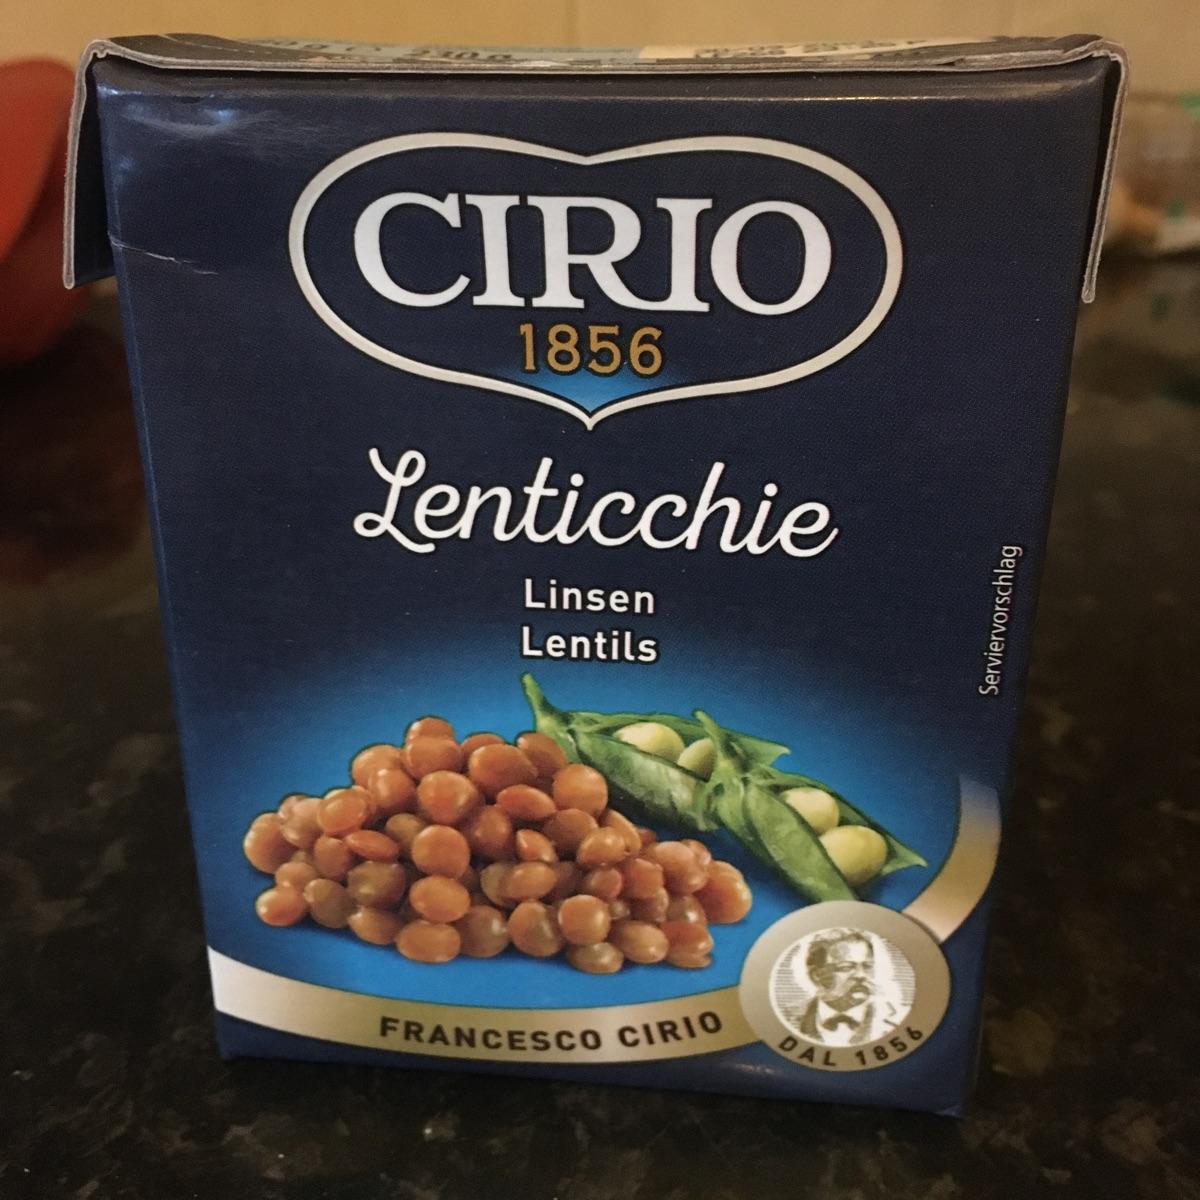 CIRIO
1856
Lenticchie
Linsen
Lentils
Serviervorschlag
FRANCESCO CIRIO
DAL 1856